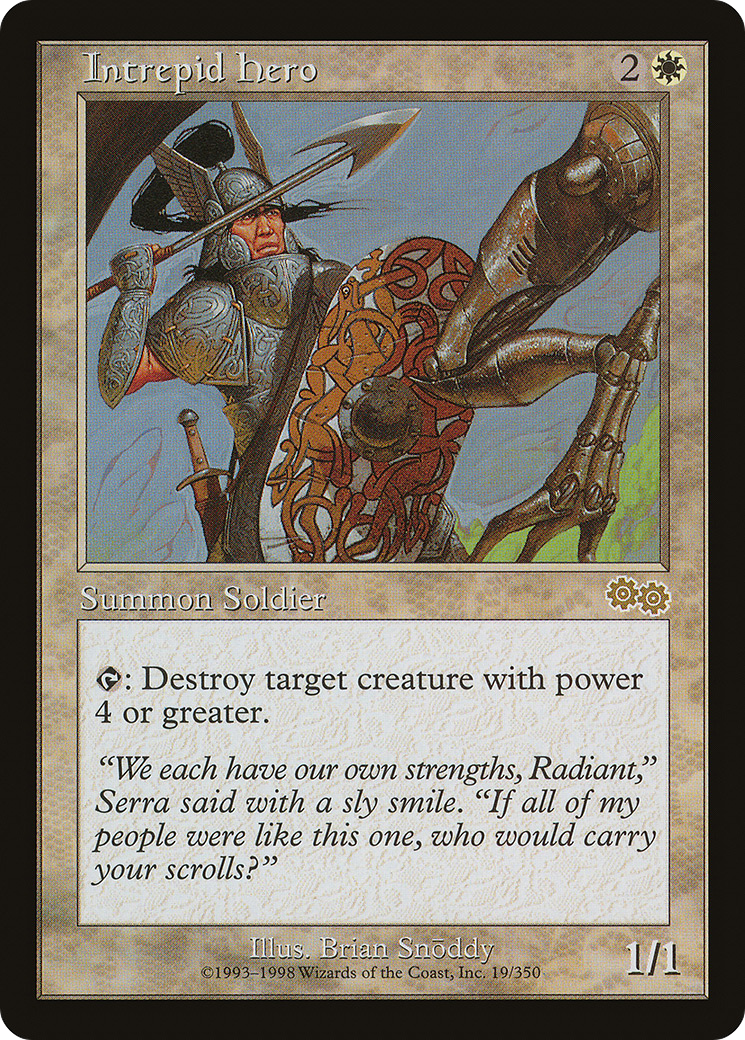 Intrepid Hero 2
Summon Soldier
: Destroy target creature with power
4 or greater.
“We each have our own strengths, Radiant,”
Serra said with a sly smile. “If all of my
people were like this one, who would carry
your scrolls?”
Illus. Brian Snōddy
©1993–1998 Wizards of the Coast, Inc. 19/350
1/1